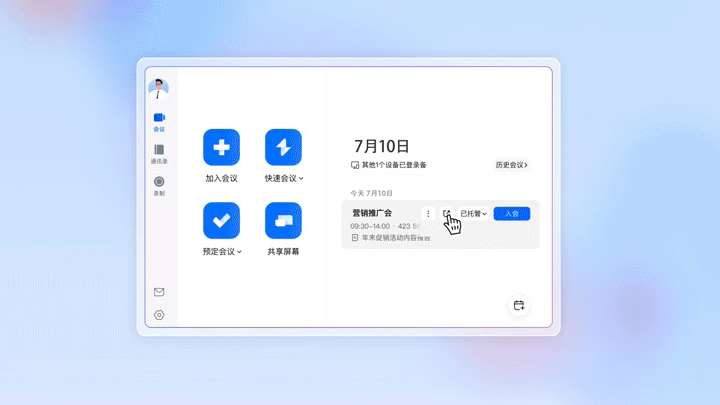 会议
通讯录
录制
加入会议
快速会议
预定会议
共享屏幕
7月10日
其他1个设备已登录备
历史会议
今天 7月10日
营销推广会
已托管
入会
09:30-14:00 · 423
年末促销活动内容